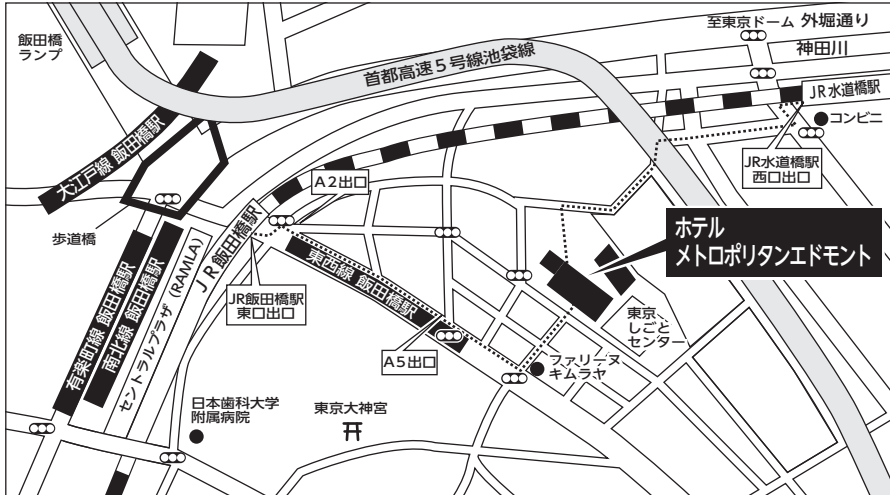 飯田橋
ランプ
首都高速5号線池袋線
至東京ドーム 外堀通り
神田川
JR水道橋駅
コンビニ
JR水道橋駅
西口出口
大江戸線 飯田橋駅
A2出口
歩道橋
JR飯田橋駅
ホテル
メトロポリタンエドモント
東西線 飯田橋駅
JR飯田橋駅
東口出口
有楽町線 飯田橋駅
南北線 飯田橋駅
セントラルプラザ (RAMLA)
東京
しごと
センター
A5出口
ファリーヌ
キムラヤ
日本歯科大学
附属病院
東京大神宮